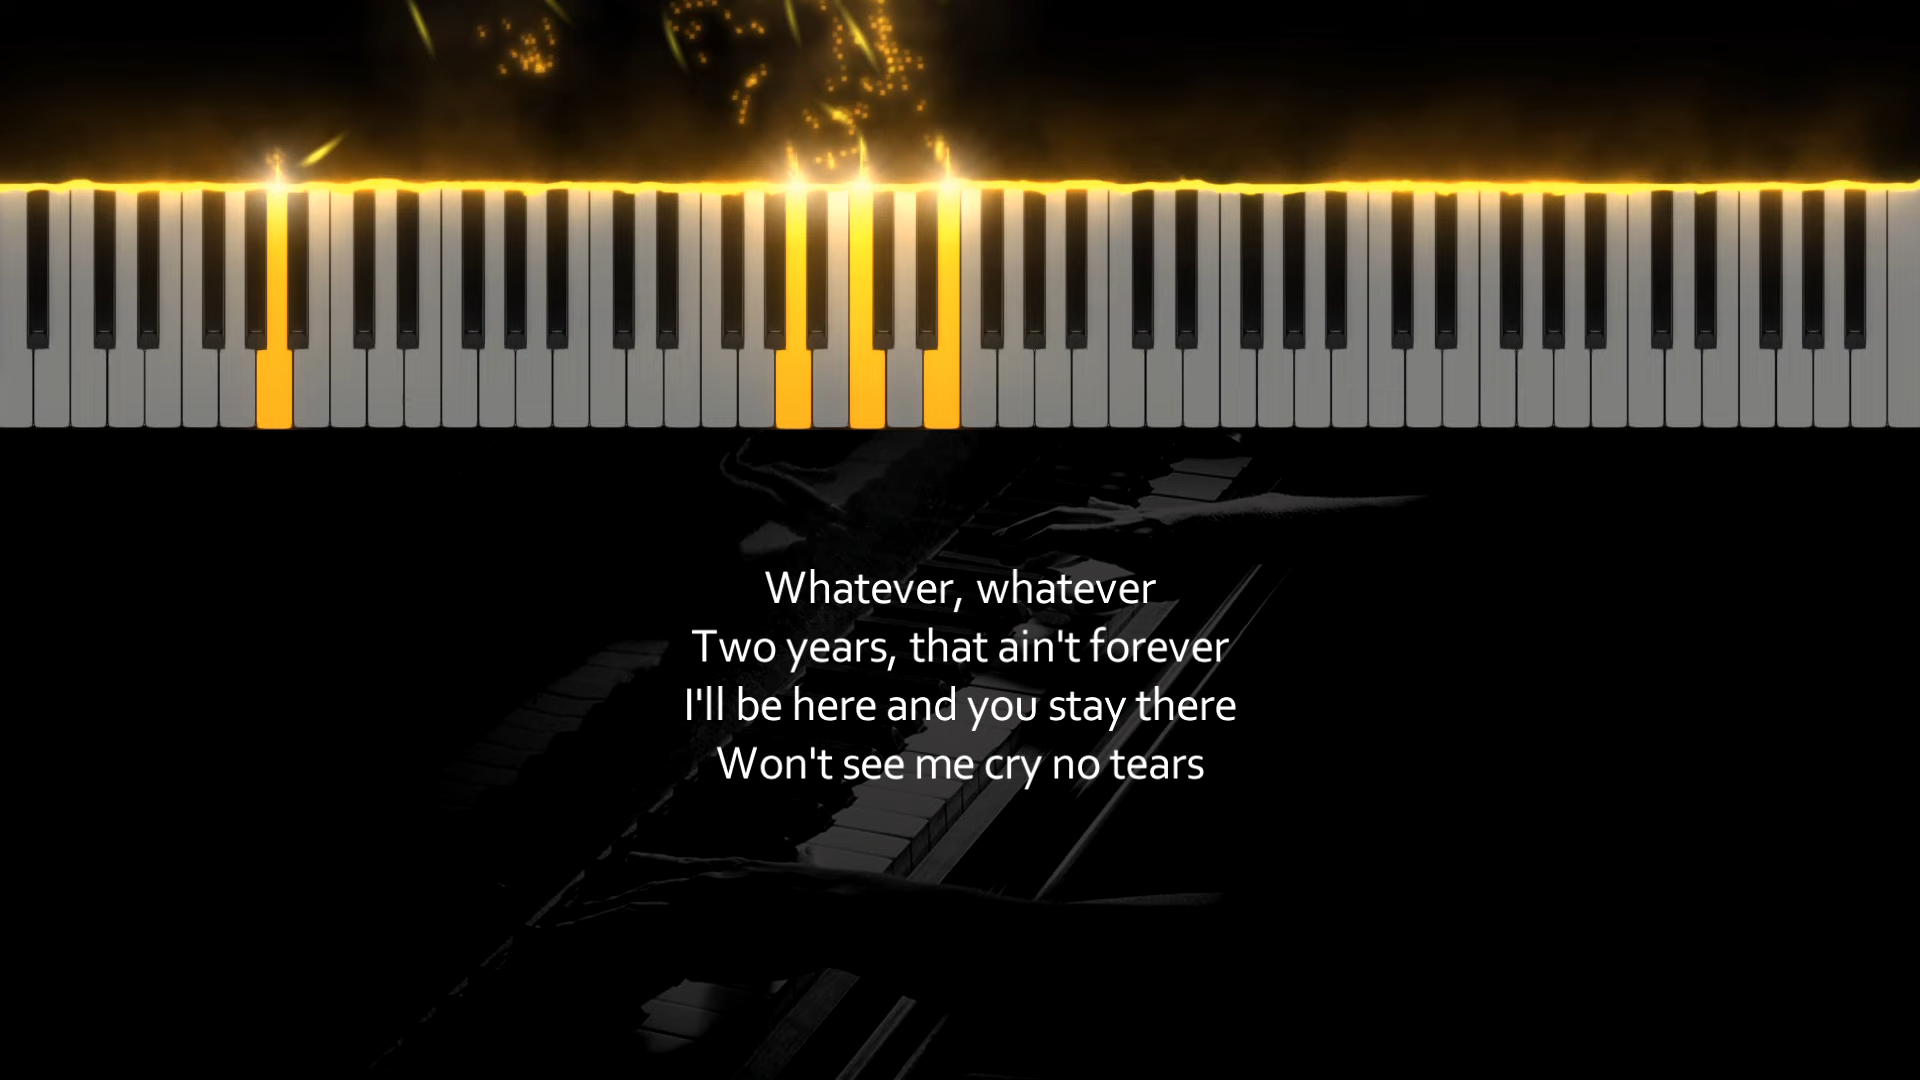 Whatever, whatever
Two years, that ain't forever
I'll be here and you stay there
Won't see me cry no tears